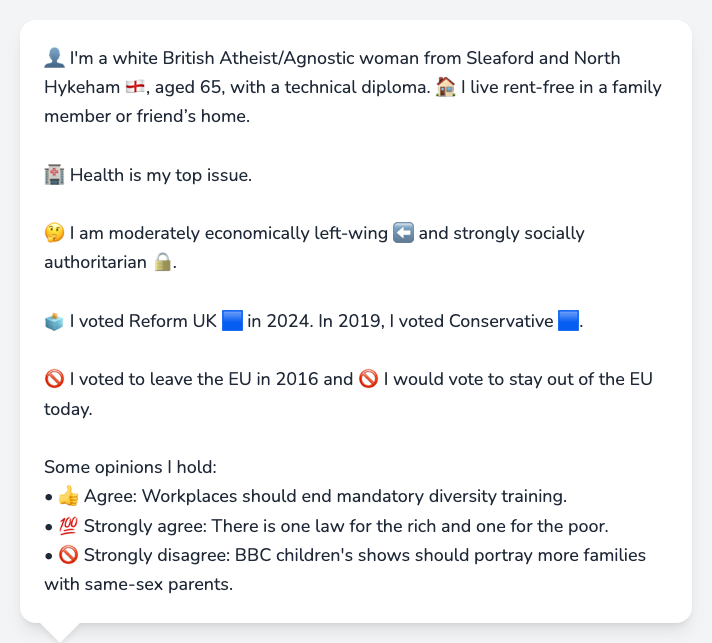 👤 I'm a white British Atheist/Agnostic woman from Sleaford and North
Hykeham 🏴󠁧󠁢󠁥󠁮󠁧󠁿, aged 65, with a technical diploma. 🏠 I live rent-free in a family
member or friend’s home.
🏥 Health is my top issue.
🤔 I am moderately economically left-wing ⬅️ and strongly socially
authoritarian 🔒.
🗳️ I voted Reform UK 🟦 in 2024. In 2019, I voted Conservative 🟦.
🚫 I voted to leave the EU in 2016 and 🚫 I would vote to stay out of the EU
today.
Some opinions I hold:
• 👍 Agree: Workplaces should end mandatory diversity training.
• 💯 Strongly agree: There is one law for the rich and one for the poor.
• 🚫 Strongly disagree: BBC children's shows should portray more families
with same-sex parents.